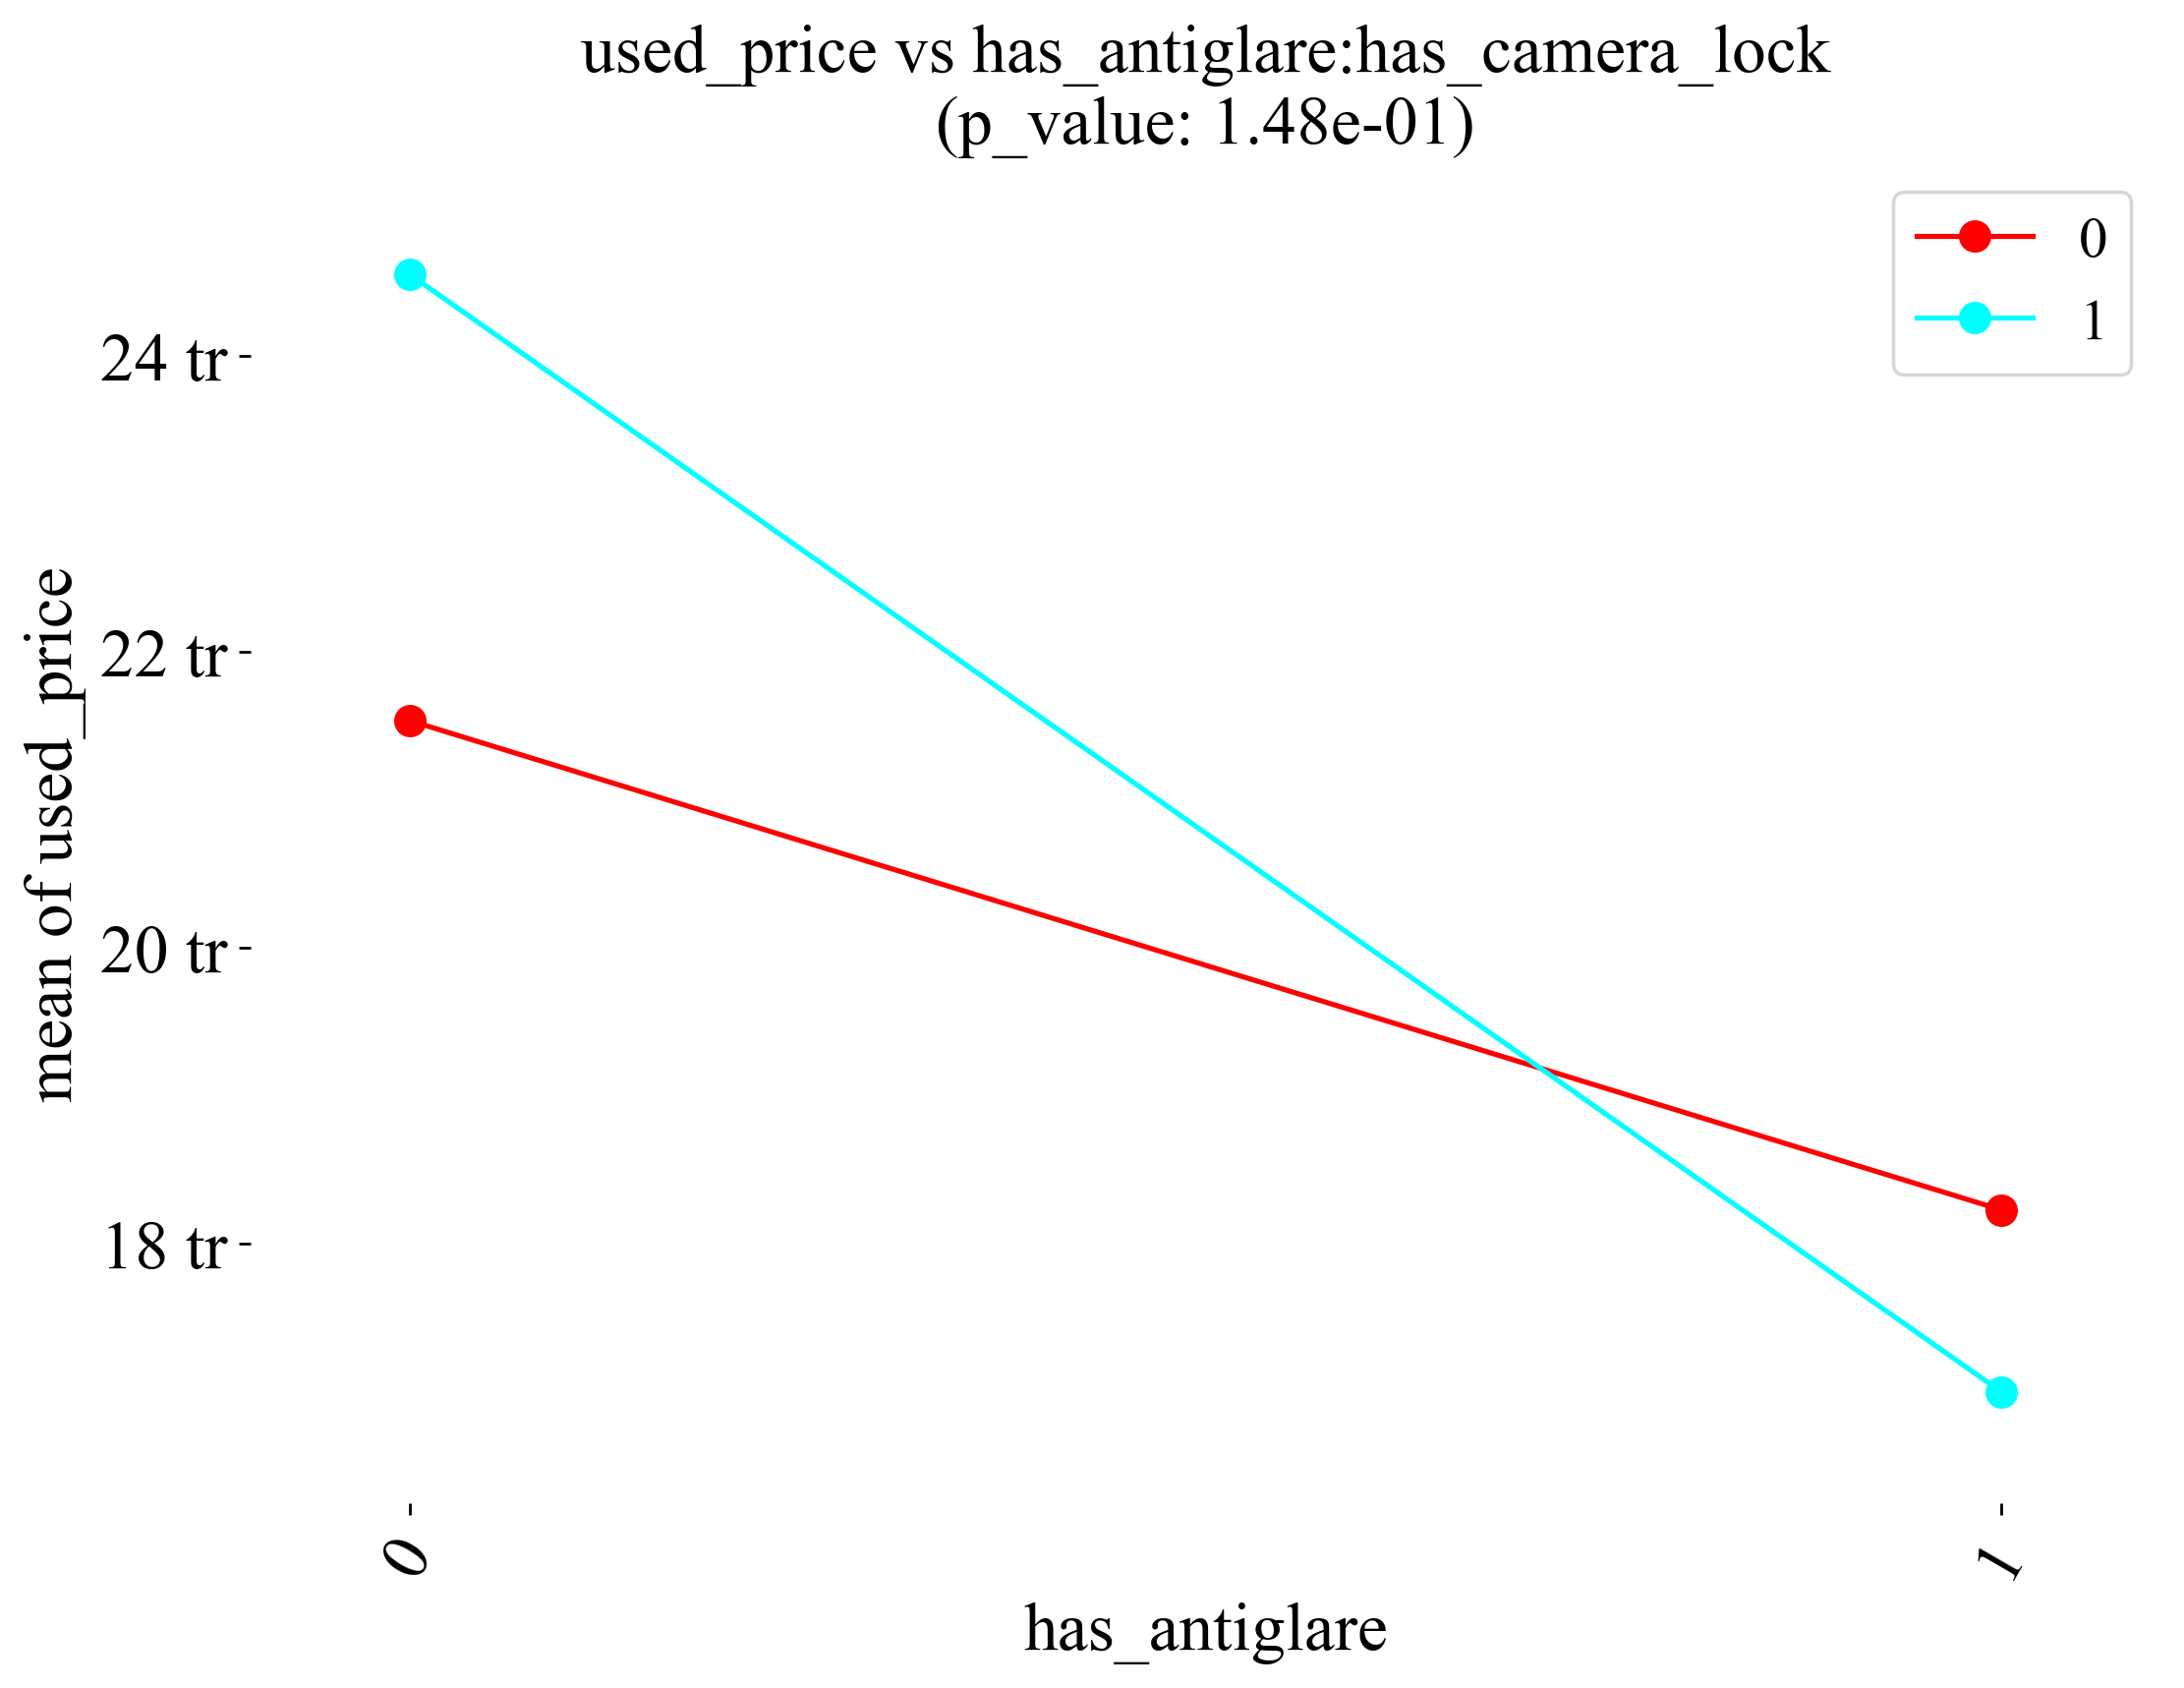 used_price vs has_antiglare:has_camera_lock
(p_value: 1.48e-01)
0
1
24 tr
22 tr
20 tr
18 tr
mean of used_price
0
1
has_antiglare